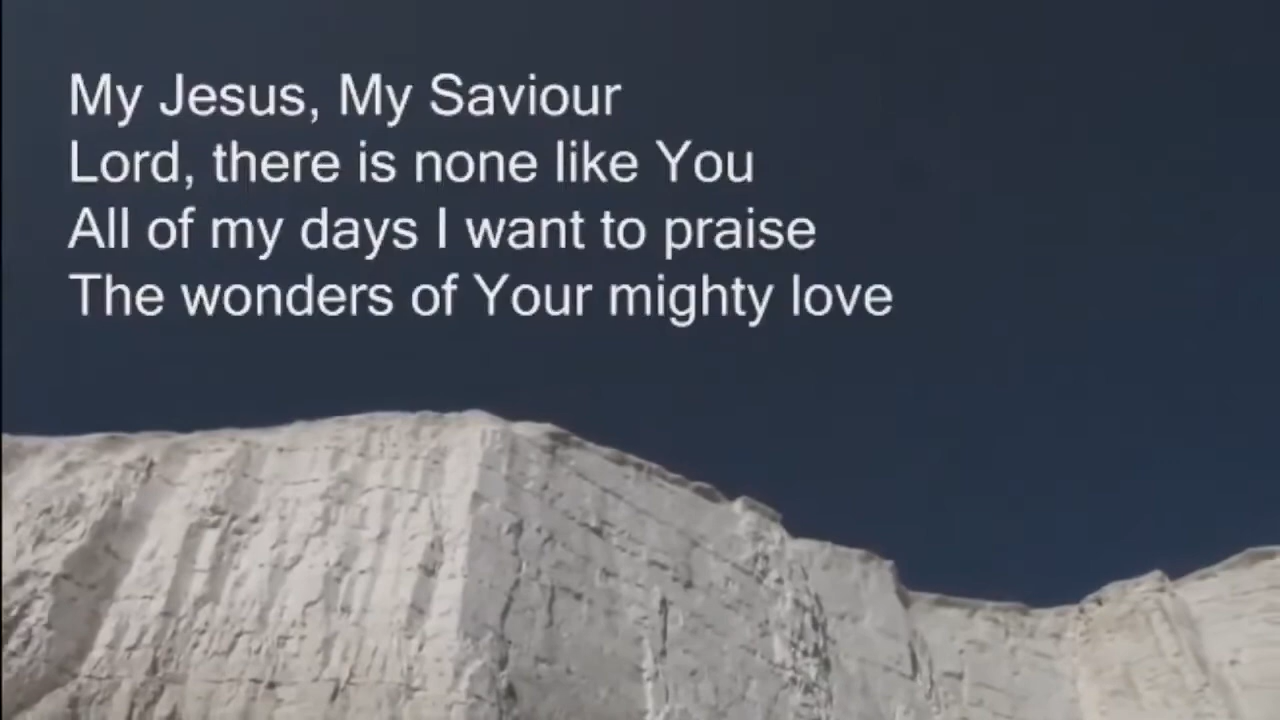 My Jesus, My Saviour
Lord, there is none like You
All of my days I want to praise
The wonders of Your mighty love